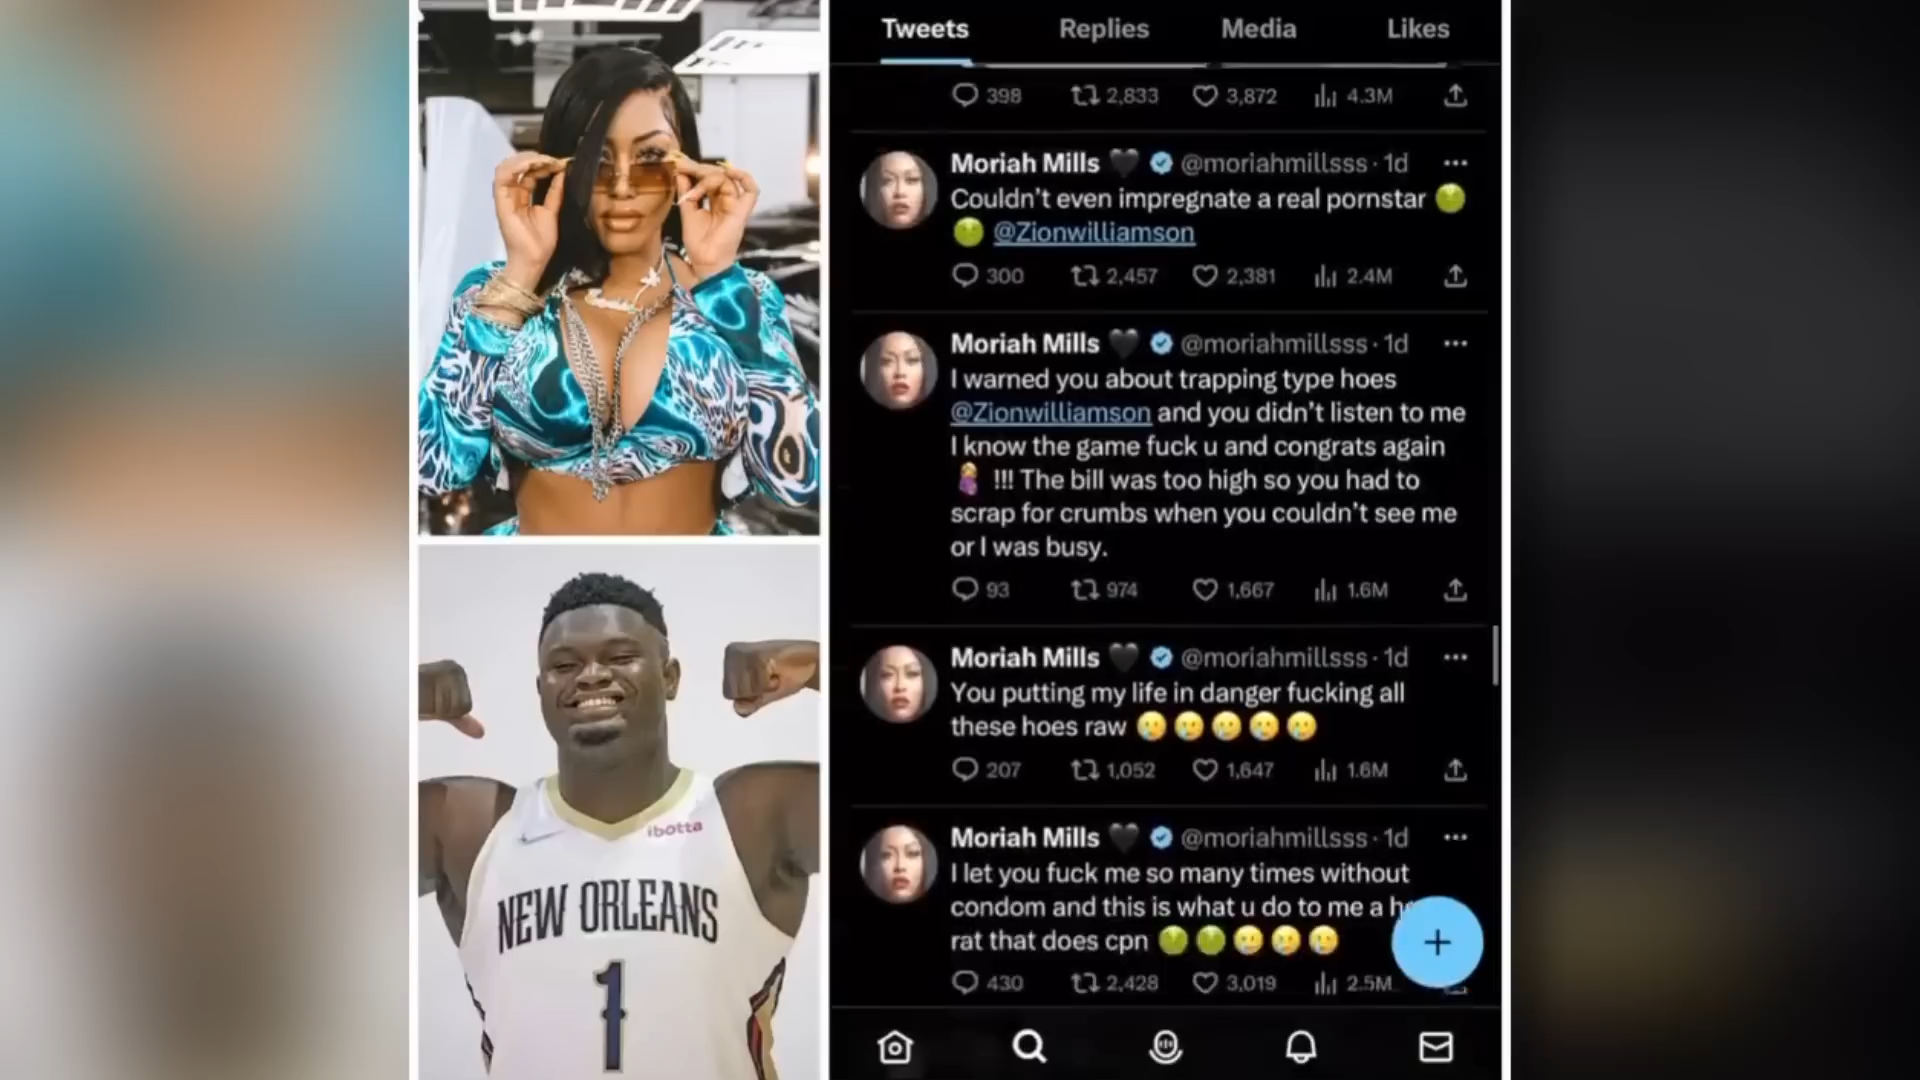 Tweets Replies Media Likes
398 2,833 3,872 4.3M
Moriah Mills @moriahmillsss · 1d
Couldn't even impregnate a real pornstar
@Zionwilliamson
300 2,457 2,381 2.4M
Moriah Mills @moriahmillsss · 1d
I warned you about trapping type hoes
@Zionwilliamson and you didn't listen to me
I know the game fuck u and congrats again
!!! The bill was too high so you had to
scrap for crumbs when you couldn't see me
or I was busy.
93 974 1,667 1.6M
Moriah Mills @moriahmillsss · 1d
You putting my life in danger fucking all
these hoes raw
207 1,052 1,647 1.6M
Moriah Mills @moriahmillsss · 1d
I let you fuck me so many times without
condom and this is what u do to me a
rat that does cpn
430 2,428 3,019 2.5M
ibotta
NEW ORLEANS
1